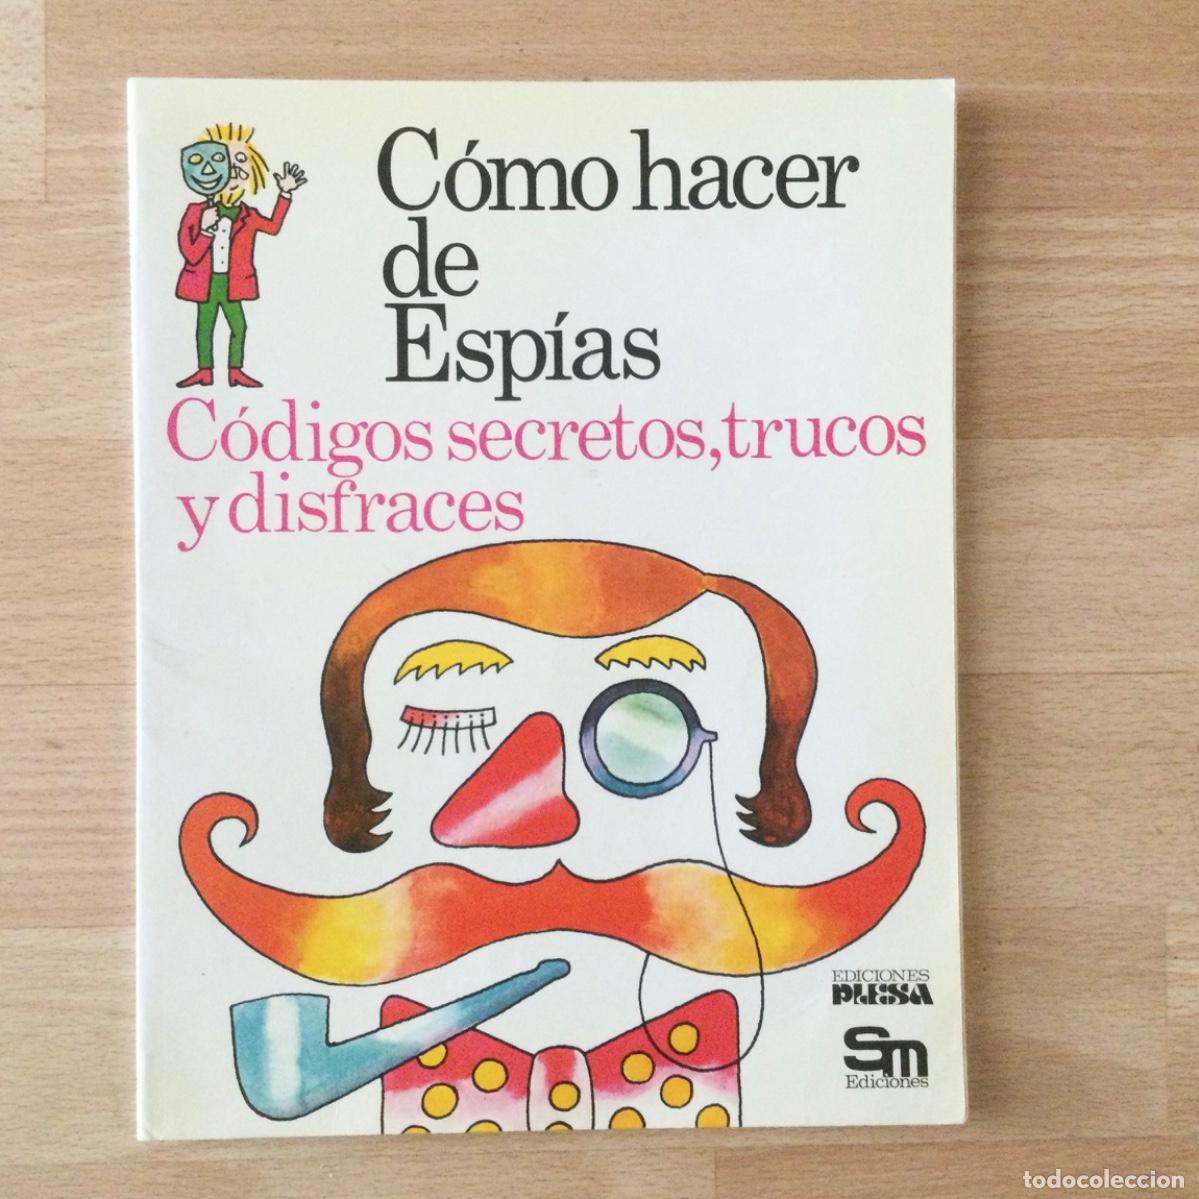 Cómo hacer
de
Espías
Códigos secretos, trucos
y disfraces
EDICIONES
PLESA
Sm
Ediciones
todocoleccion